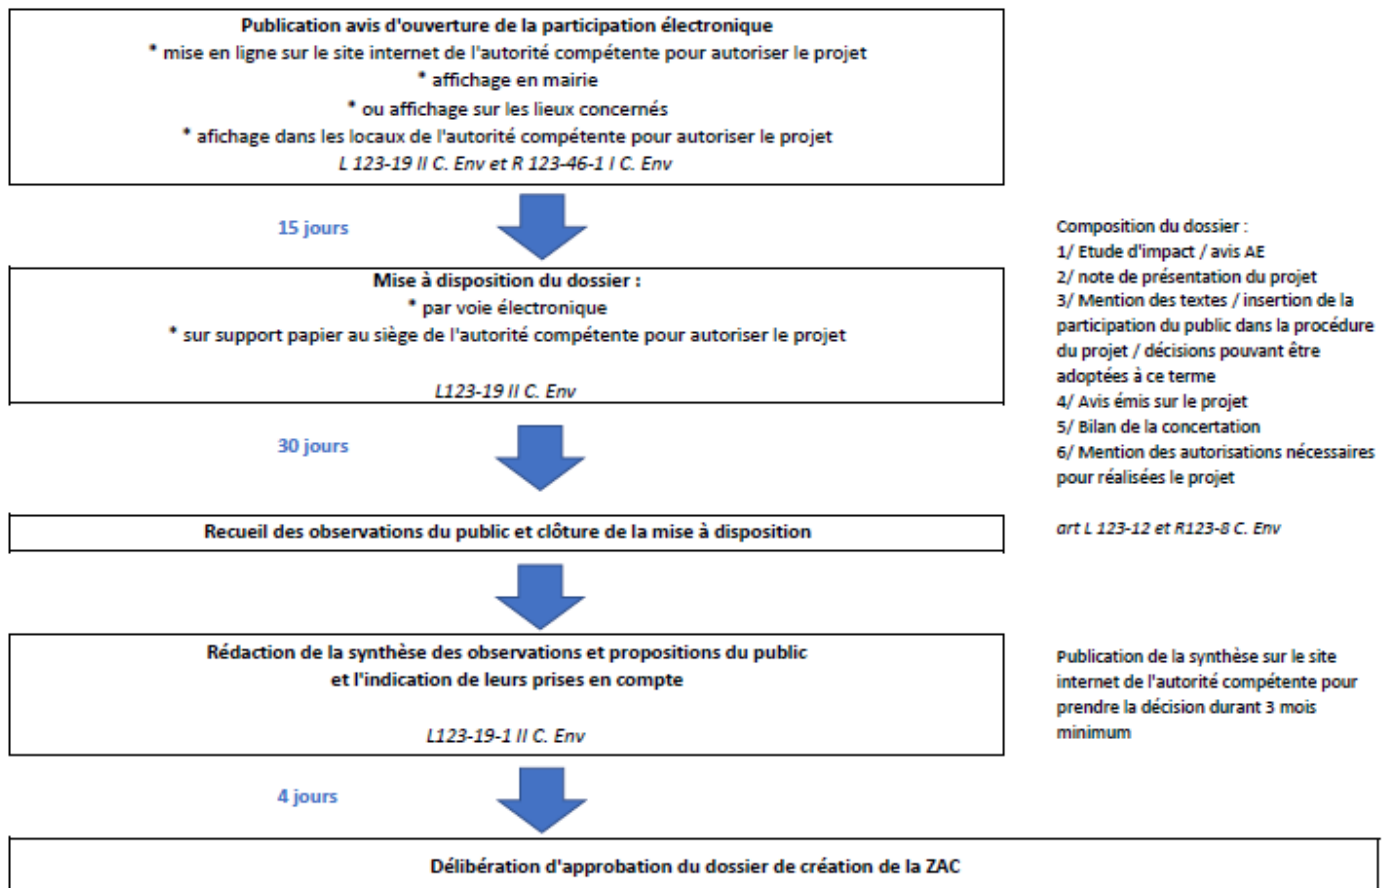 Publication avis d'ouverture de la participation électronique
* mise en ligne sur le site internet de l'autorité compétente pour autoriser le projet
* affichage en mairie
* ou affichage sur les lieux concernés
* afichage dans les locaux de l'autorité compétente pour autoriser le projet
L 123-19 II C. Env et R 123-46-1 I C. Env
15 jours
Mise à disposition du dossier :
* par voie électronique
* sur support papier au siège de l'autorité compétente pour autoriser le projet
L123-19 II C. Env
Composition du dossier :
1/ Etude d'impact / avis AE
2/ note de présentation du projet
3/ Mention des textes / insertion de la
participation du public dans la procédure
du projet / décisions pouvant être
adoptées à ce terme
4/ Avis émis sur le projet
5/ Bilan de la concertation
6/ Mention des autorisations nécessaires
pour réalisées le projet
art L 123-12 et R123-8 C. Env
30 jours
Recueil des observations du public et clôture de la mise à disposition
Rédaction de la synthèse des observations et propositions du public
et l'indication de leurs prises en compte
L123-19-1 II C. Env
Publication de la synthèse sur le site
internet de l'autorité compétente pour
prendre la décision durant 3 mois
minimum
4 jours
Délibération d'approbation du dossier de création de la ZAC